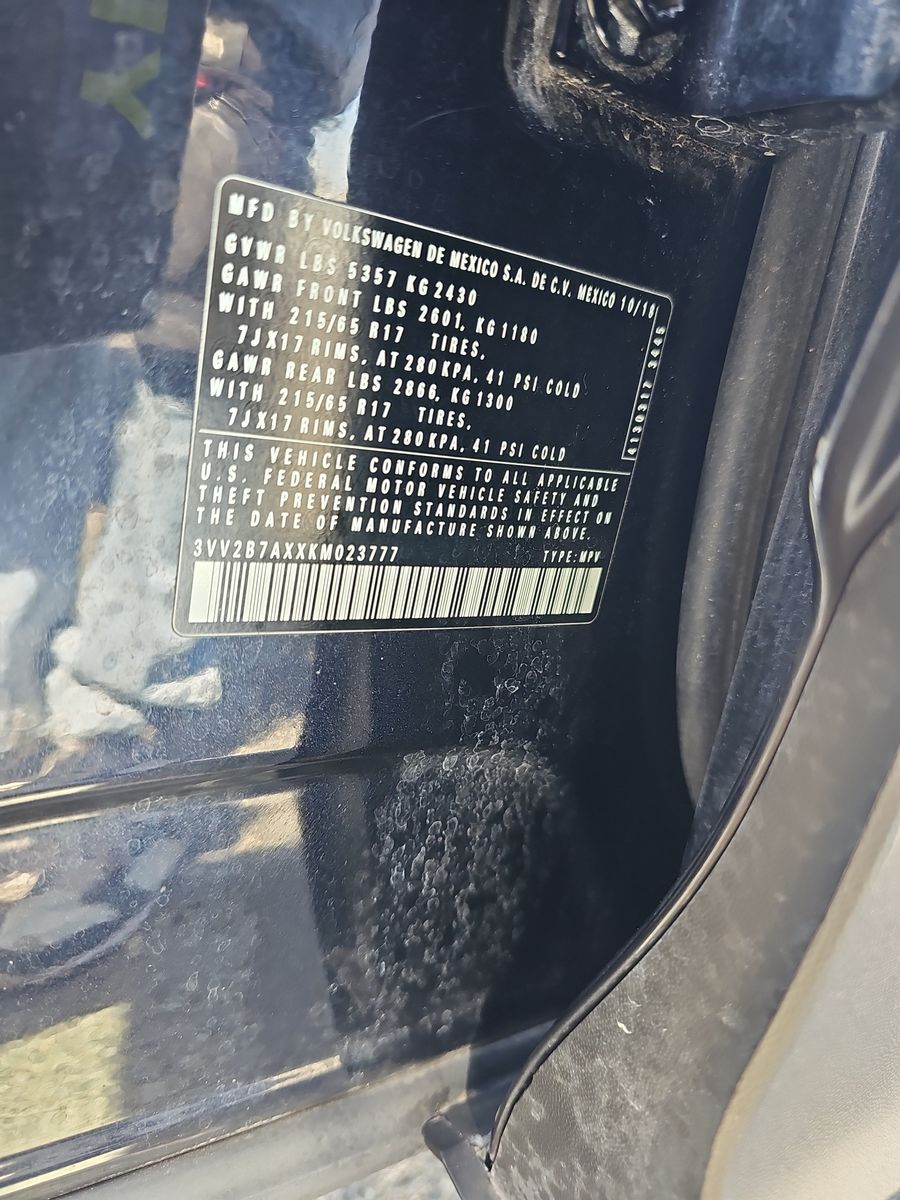 MFD BY VOLKSWAGEN DE MEXICO S.A. DE C.V. MEXICO 10/18
GVWR LBS 5357 KG 2430
GAWR FRONT LBS 2601, KG 1180
WITH 215/65 R17 TIRES,
7JX17 RIMS, AT 280 KPA, 41 PSI COLD
GAWR REAR LBS 2866, KG 1300
WITH 215/65 R17 TIRES,
7JX17 RIMS, AT 280 KPA, 41 PSI COLD
4130317 3445
THIS VEHICLE CONFORMS TO ALL APPLICABLE
U.S. FEDERAL MOTOR VEHICLE SAFETY AND
THEFT PREVENTION STANDARDS IN EFFECT ON
THE DATE OF MANUFACTURE SHOWN ABOVE.
3VV2B7AXXKM023777 TYPE: MPV